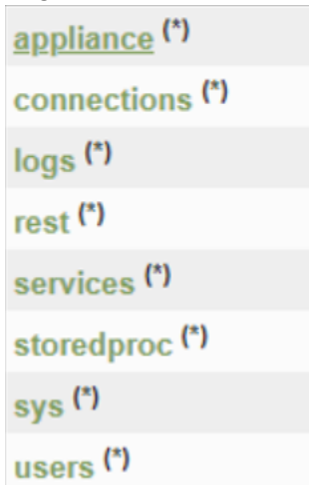 appliance (*)
connections (*)
logs (*)
rest (*)
services (*)
storedproc (*)
sys (*)
users (*)